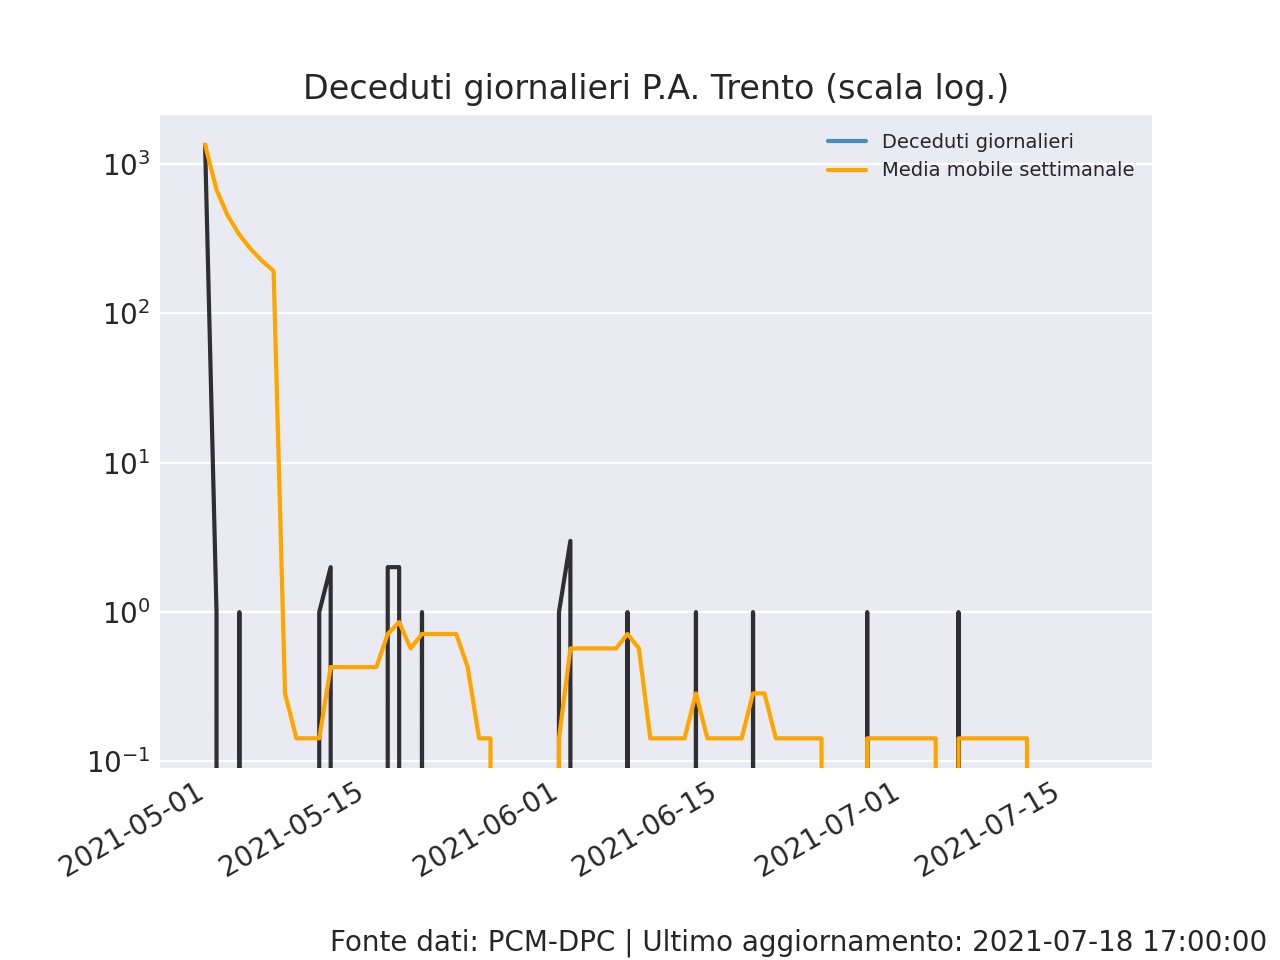 Deceduti giornalieri P.A. Trento (scala log.)
Deceduti giornalieri
Media mobile settimanale
10³
10²
10¹
10⁰
10⁻¹
2021-05-01
2021-05-15
2021-06-01
2021-06-15
2021-07-01
2021-07-15
Fonte dati: PCM-DPC | Ultimo aggiornamento: 2021-07-18 17:00:00